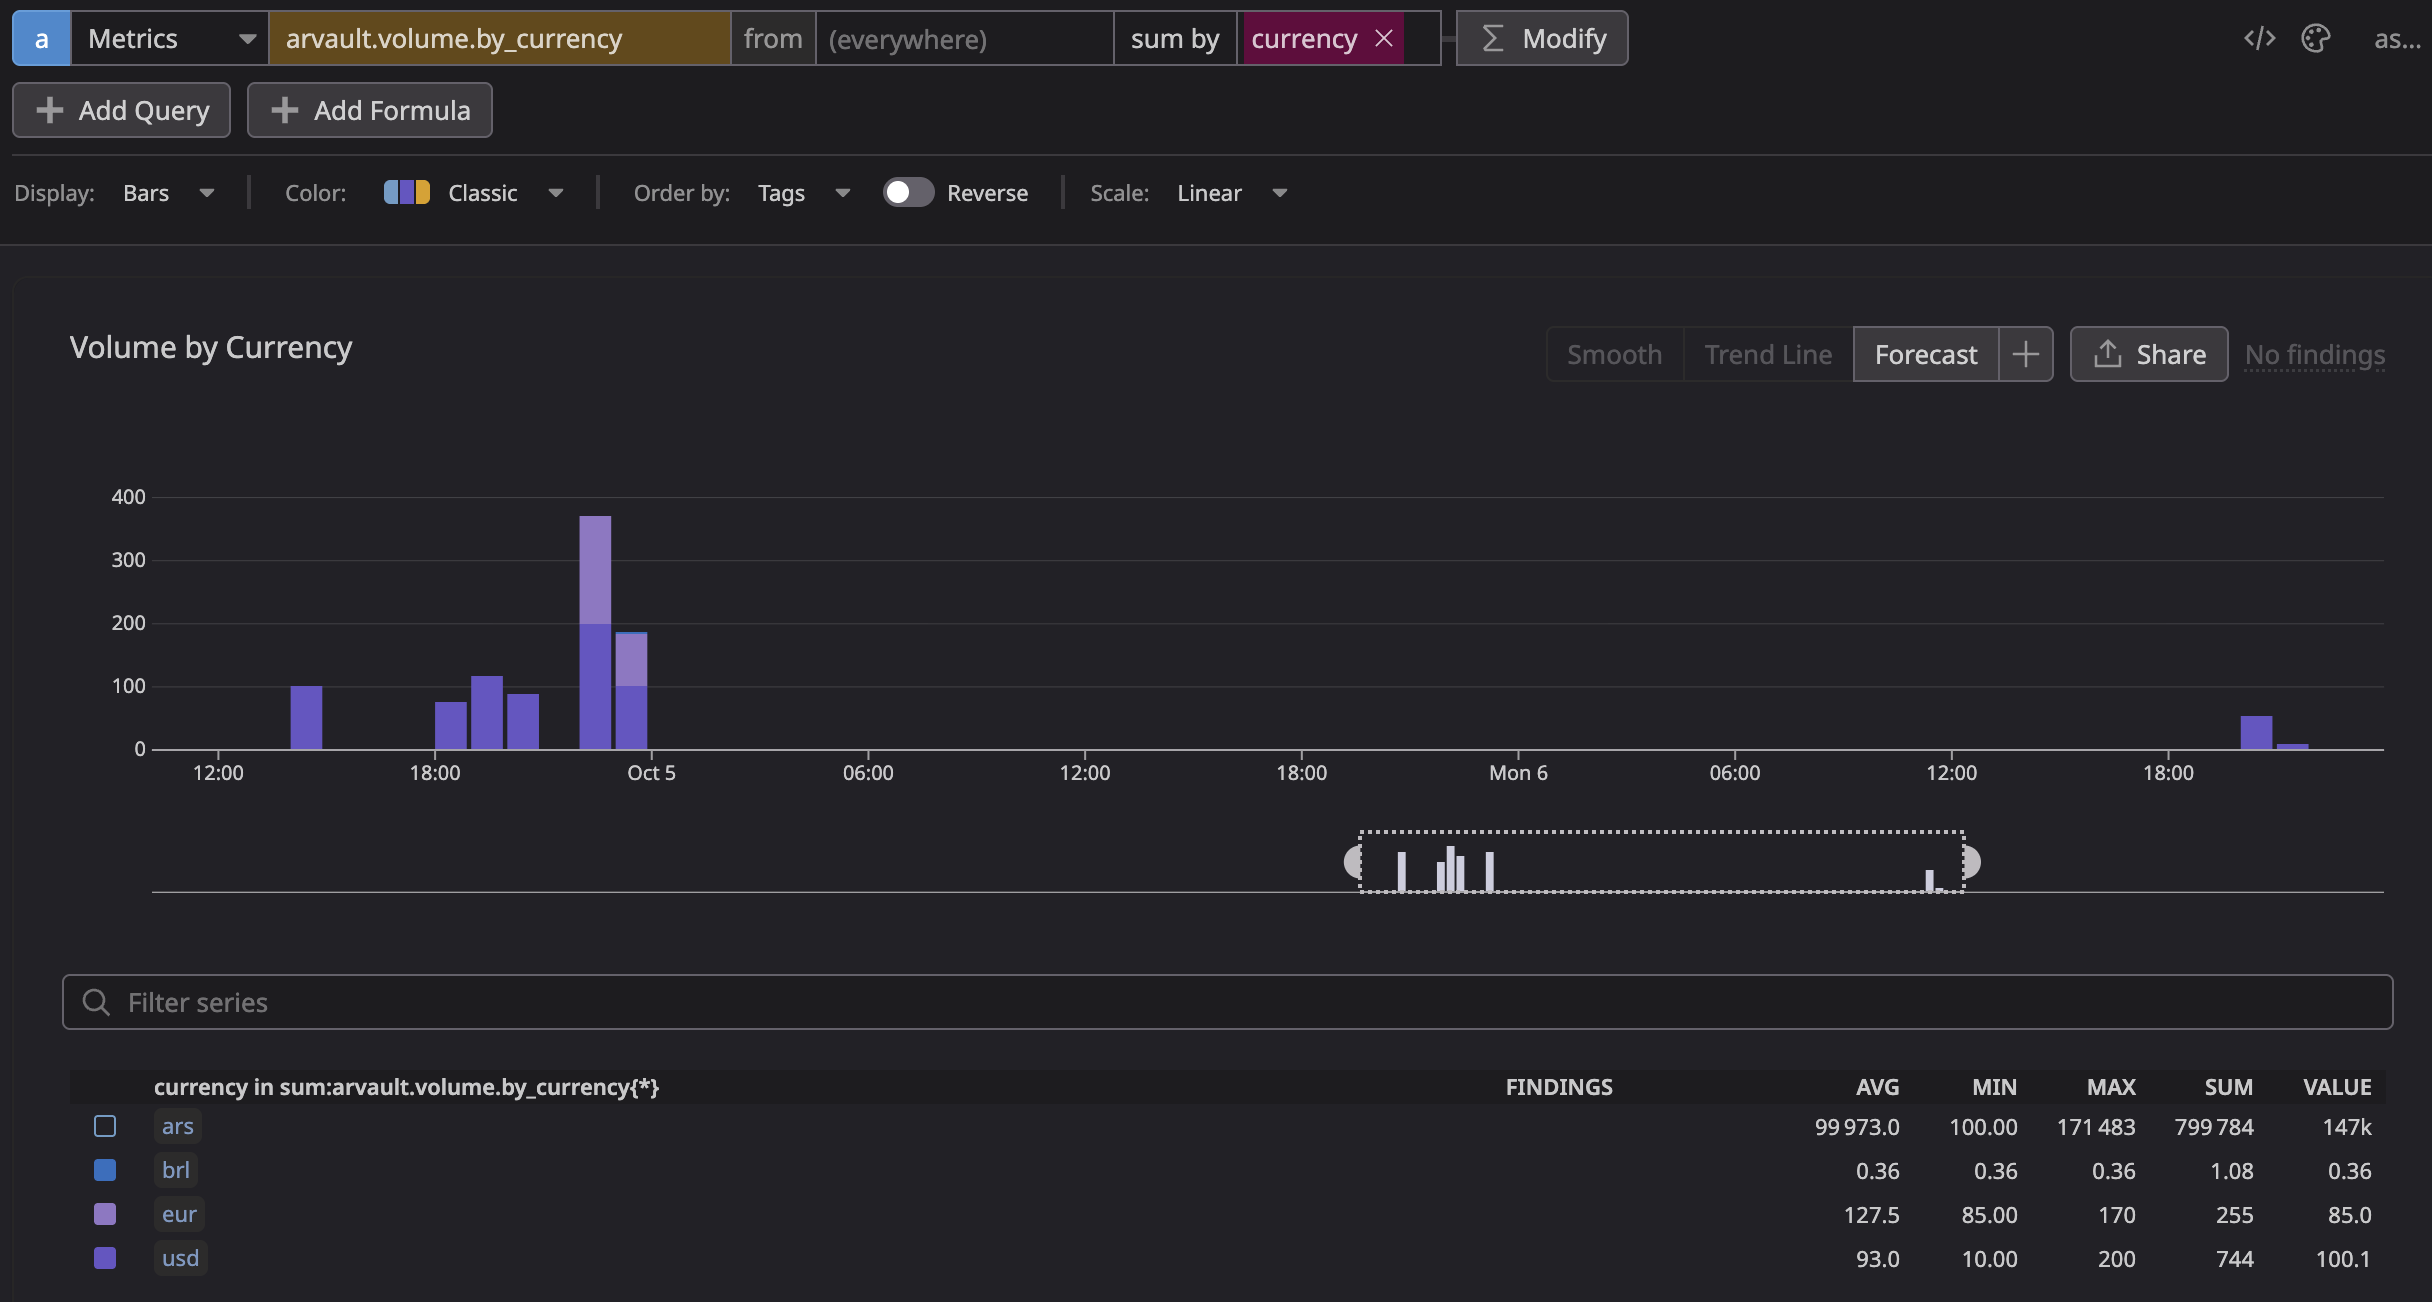 a Metrics arvault.volume.by_currency from (everywhere) sum by currency Modify as...
Add Query Add Formula
Display: Bars Color: Classic Order by: Tags Reverse Scale: Linear
Volume by Currency Smooth Trend Line Forecast Share No findings
400
300
200
100
0
12:00 18:00 Oct 5 06:00 12:00 18:00 Mon 6 06:00 12:00 18:00
Filter series
currency in sum:arvault.volume.by_currency{*} FINDINGS AVG MIN MAX SUM VALUE
ars 99 973.0 100.00 171 483 799 784 147k
brl 0.36 0.36 0.36 1.08 0.36
eur 127.5 85.00 170 255 85.0
usd 93.0 10.00 200 744 100.1